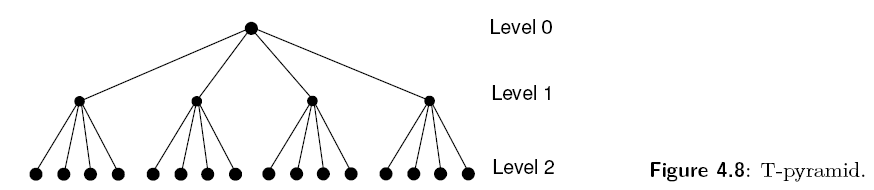 Level 0
Level 1
Level 2
Figure 4.8: T-pyramid.